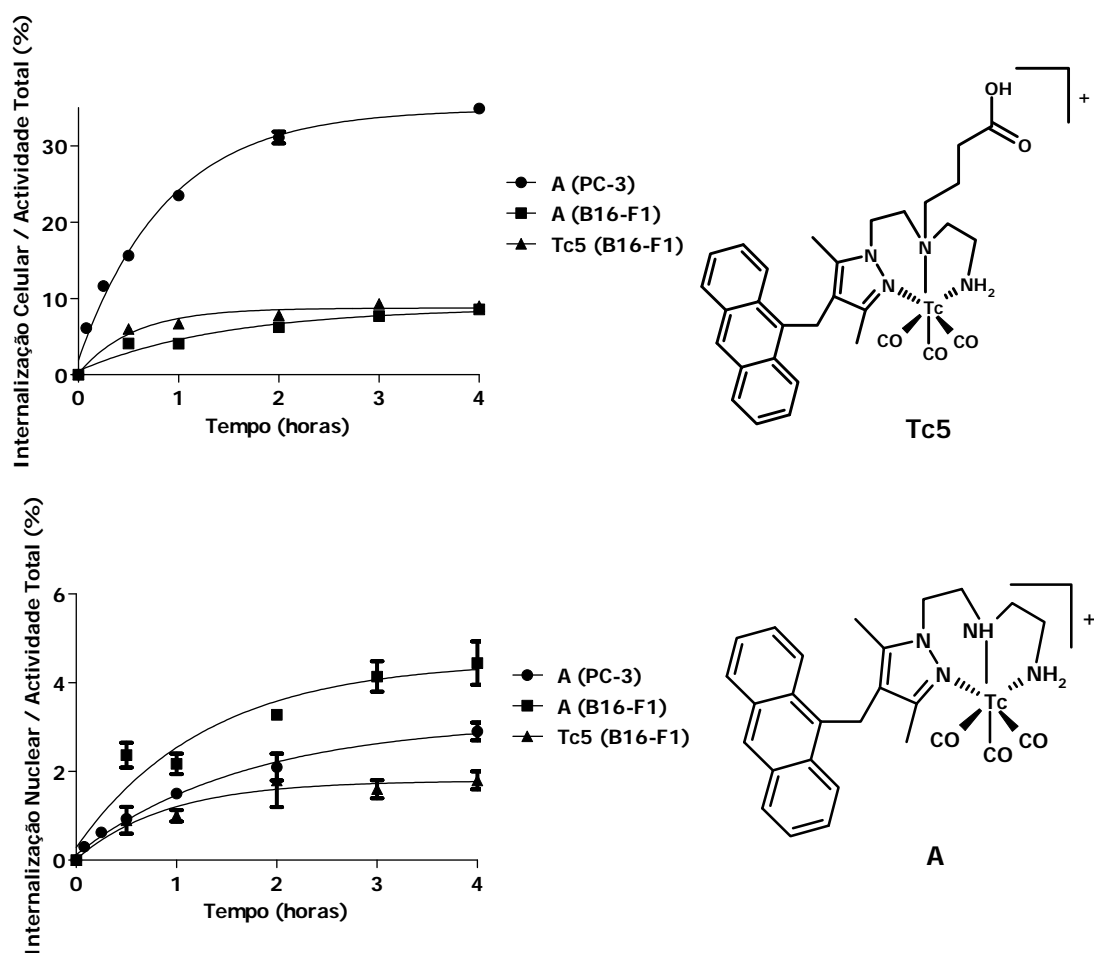 Internalização Celular / Actividade Total (%)
30
20
10
0
0 1 2 3 4
Tempo (horas)
A (PC-3)
A (B16-F1)
Tc5 (B16-F1)
+
OH
O
N
N
N
NH2
Tc
CO CO CO
Tc5
Internalização Nuclear / Actividade Total (%)
6
4
2
0
0 1 2 3 4
Tempo (horas)
A (PC-3)
A (B16-F1)
Tc5 (B16-F1)
+
N
NH
N
NH2
Tc
CO CO CO
A